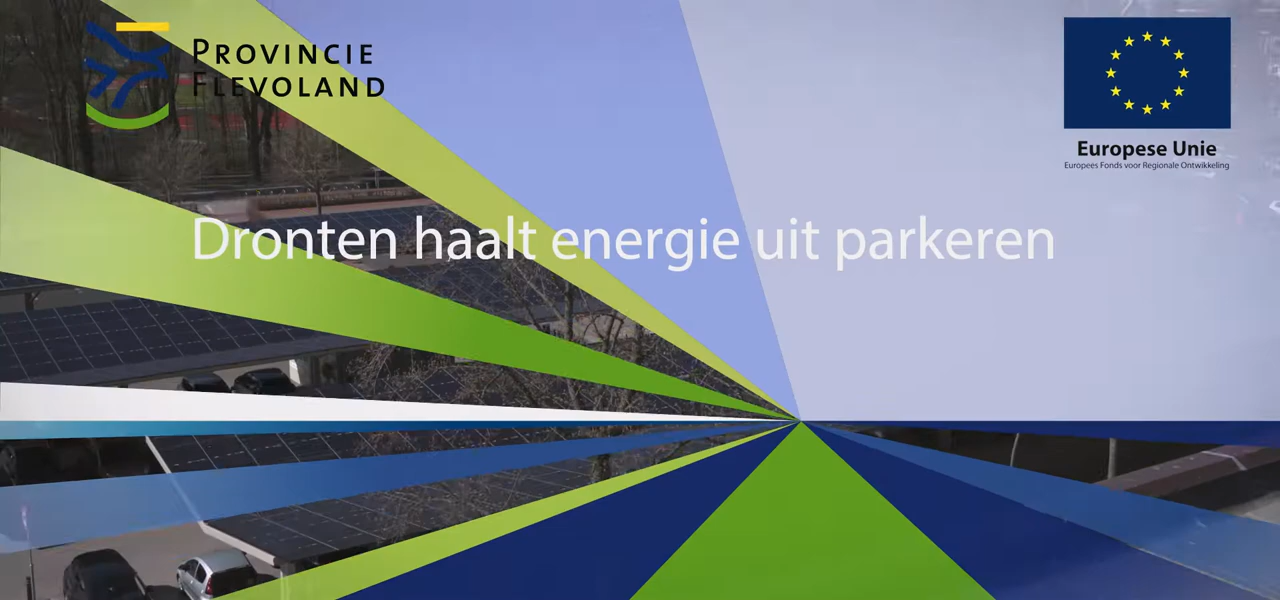 PROVINCIE
FLEVOLAND
Europese Unie
Europees Fonds voor Regionale Ontwikkeling
Dronten haalt energie uit parkeren